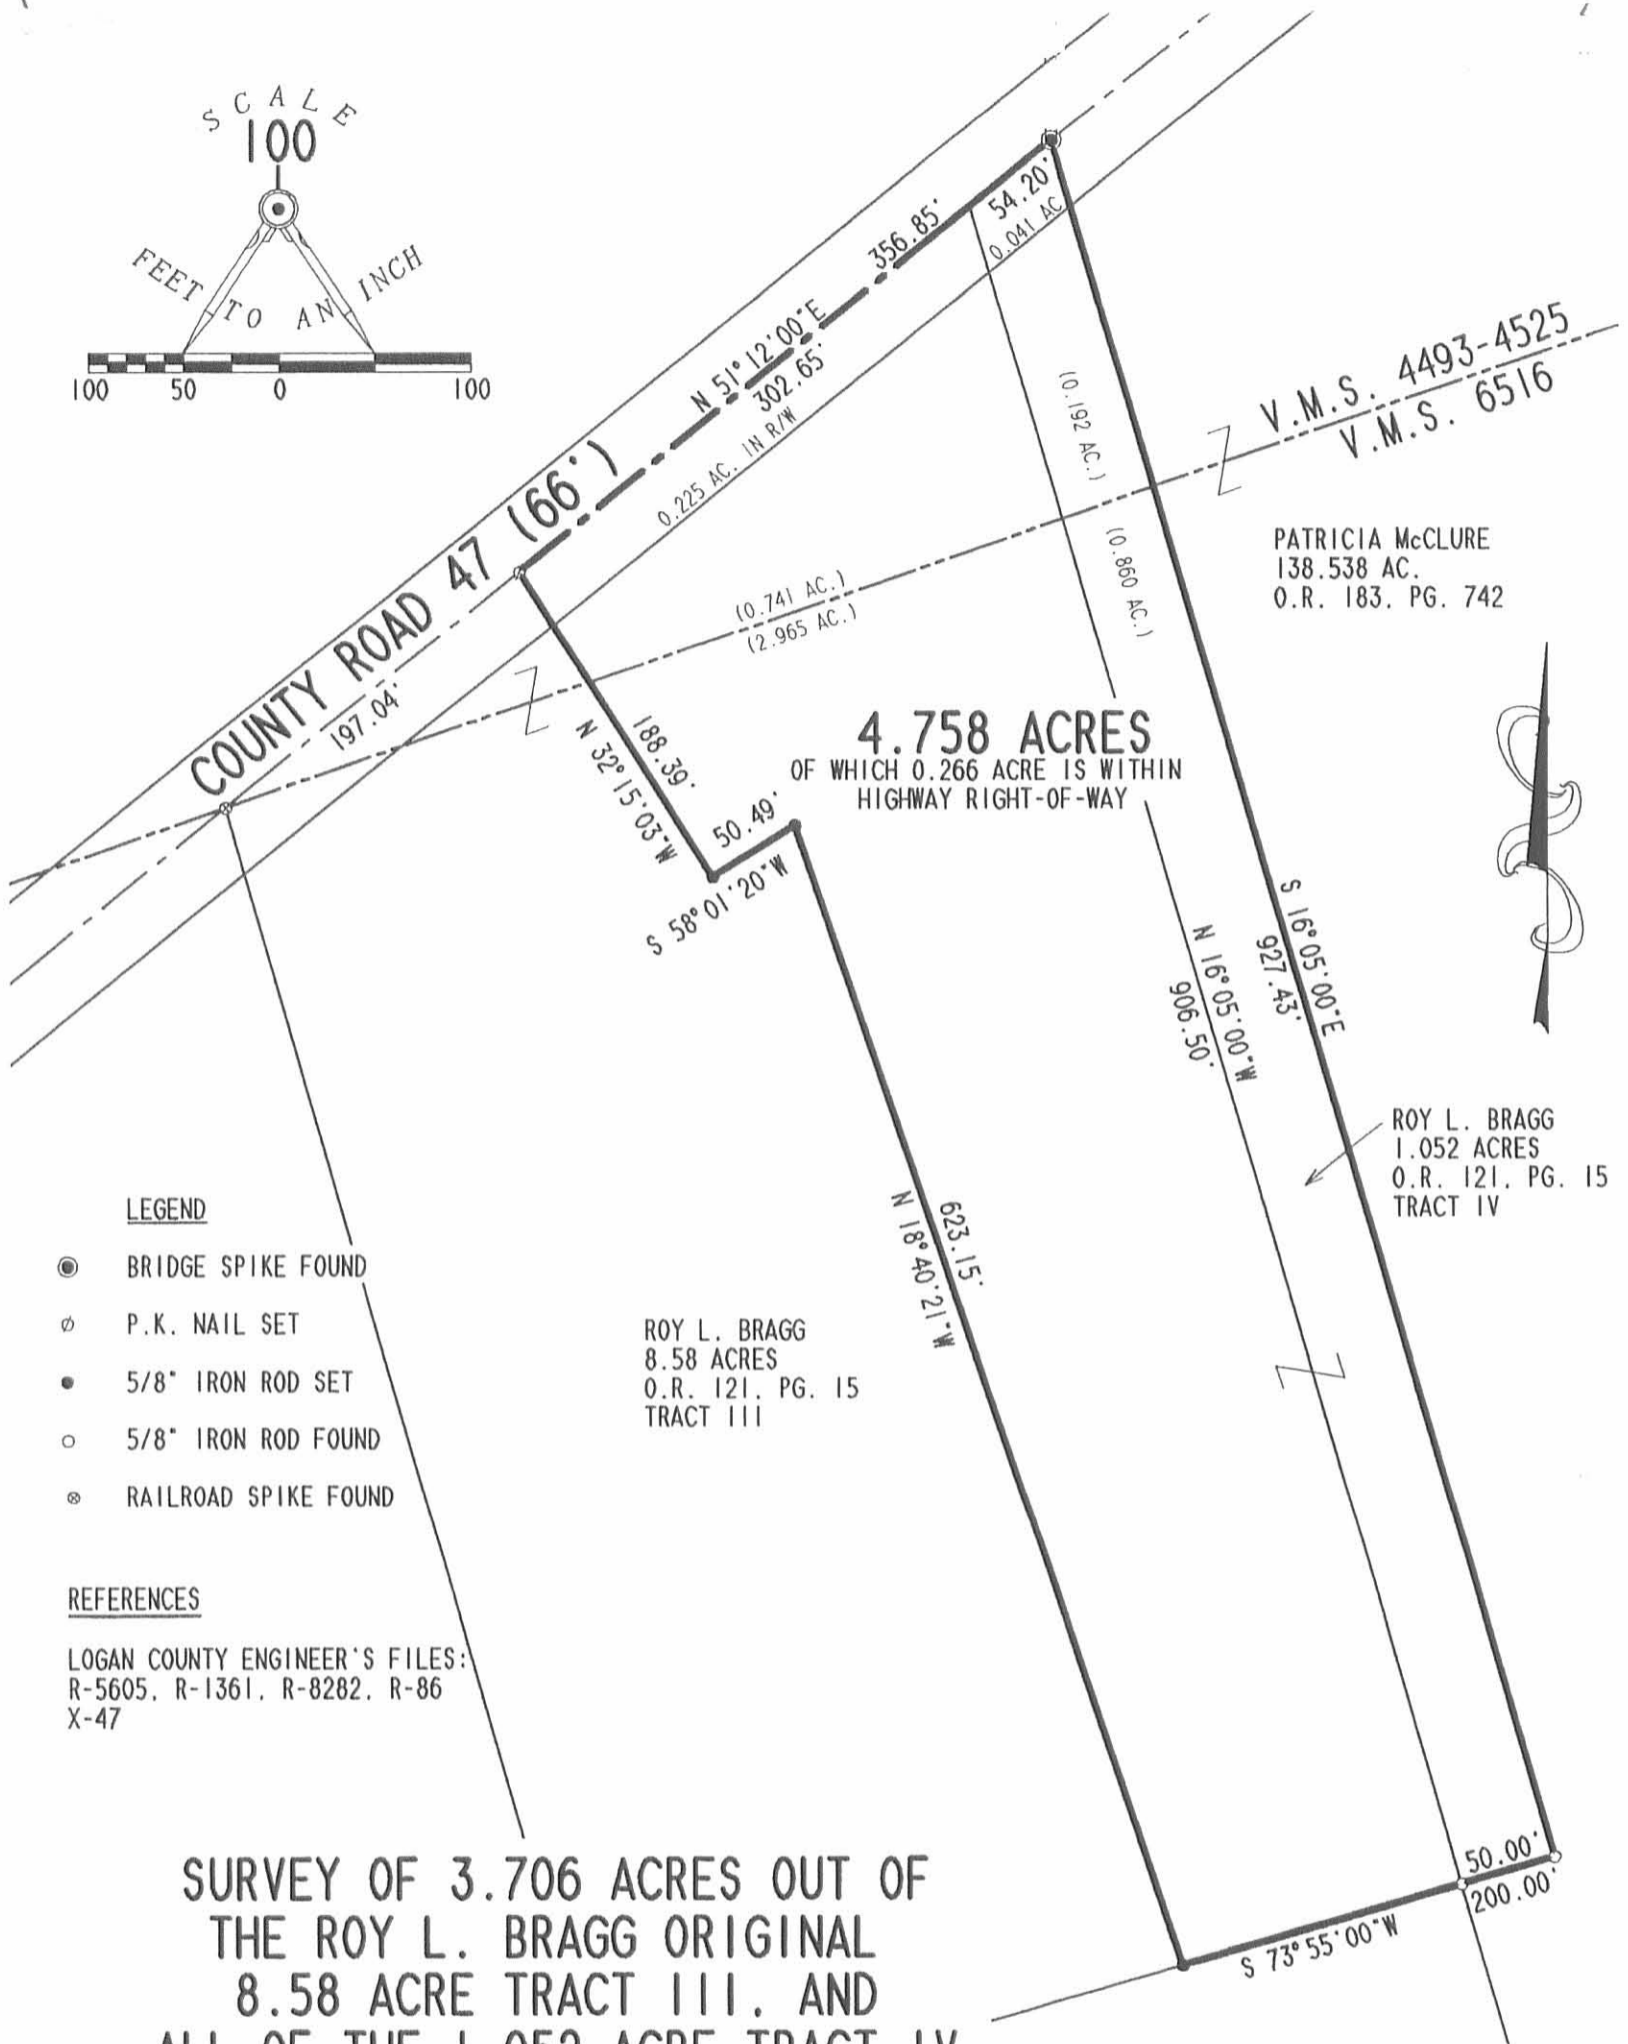 SCALE
100
FEET TO AN INCH
100 50 0 100
54.20'
0.041 AC
356.85'
N 51°12'00"E
302.65'
0.225 AC. IN R/W
COUNTY ROAD 47 (66')
197.04'
(0.192 AC.)
(0.860 AC.)
V.M.S. 4493-4525
V.M.S. 6516
(0.741 AC.)
(2.965 AC.)
PATRICIA McCLURE
138.538 AC.
O.R. 183, PG. 742
188.39'
N 32°15'03"W
50.49'
S 58°01'20"W
4.758 ACRES
OF WHICH 0.266 ACRE IS WITHIN
HIGHWAY RIGHT-OF-WAY
S 16°05'00"E
927.43'
N 16°05'00"W
906.50'
ROY L. BRAGG
1.052 ACRES
O.R. 121, PG. 15
TRACT IV
623.15'
N 18°40'21"W
LEGEND
BRIDGE SPIKE FOUND
P.K. NAIL SET
5/8" IRON ROD SET
5/8" IRON ROD FOUND
RAILROAD SPIKE FOUND
ROY L. BRAGG
8.58 ACRES
O.R. 121, PG. 15
TRACT III
REFERENCES
LOGAN COUNTY ENGINEER'S FILES:
R-5605, R-1361, R-8282, R-86
X-47
50.00'
200.00'
S 73°55'00"W
SURVEY OF 3.706 ACRES OUT OF
THE ROY L. BRAGG ORIGINAL
8.58 ACRE TRACT III, AND
ALL OF THE 1.052 ACRE TRACT IV